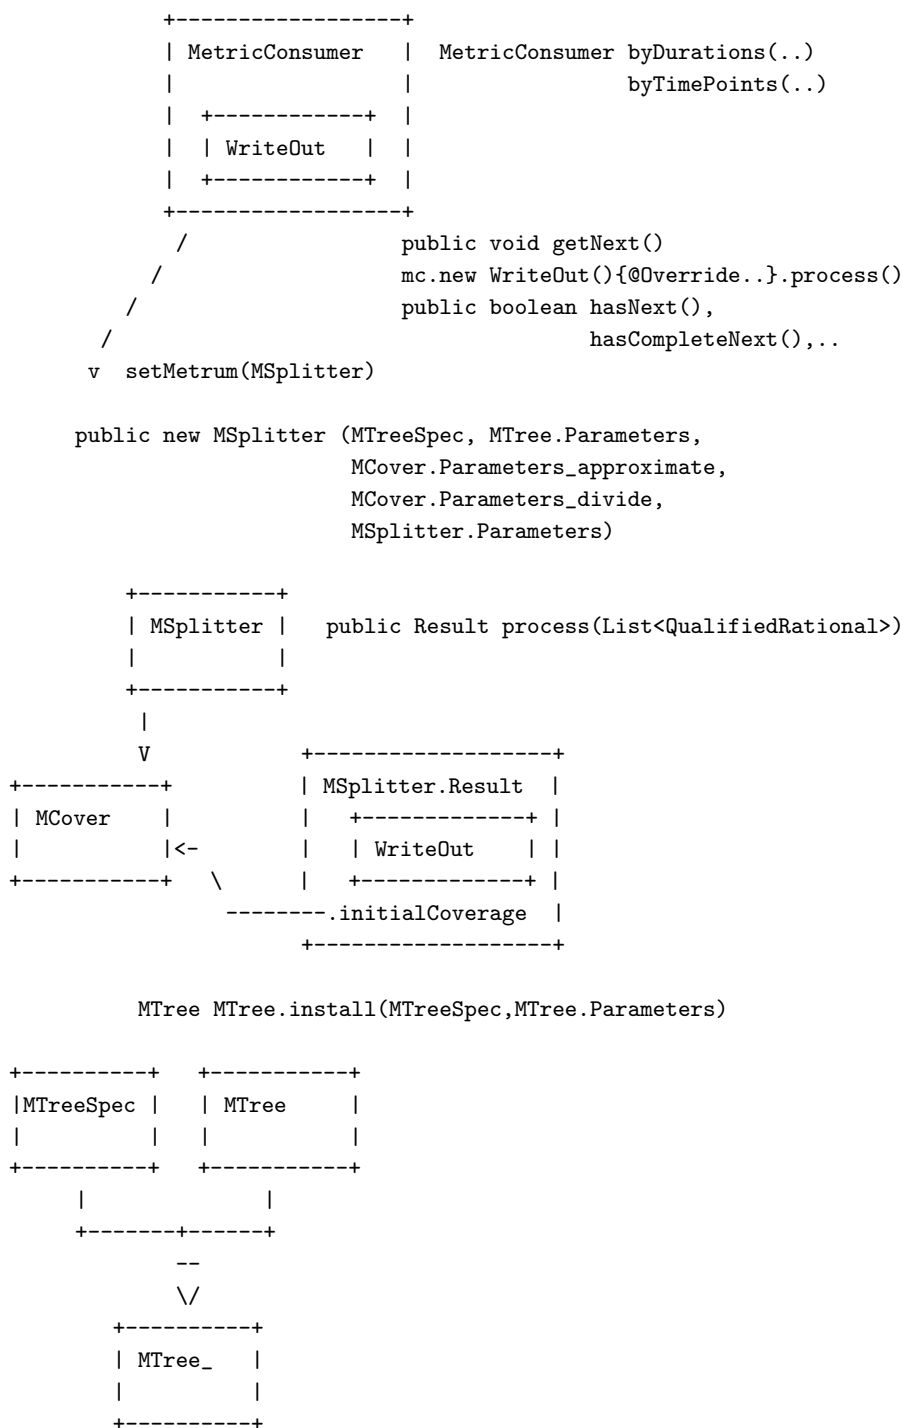 MetricConsumer MetricConsumer byDurations(..)
byTimePoints(..)
WriteOut
/ public void getNext()
/ mc.new WriteOut(){@Override..}.process()
/ public boolean hasNext(),
/ hasCompleteNext(),..
v setMetrum(MSplitter)
public new MSplitter (MTreeSpec, MTree.Parameters,
MCover.Parameters_approximate,
MCover.Parameters_divide,
MSplitter.Parameters)
MSplitter public Result process(List<QualifiedRational>)
V
MSplitter.Result
MCover
WriteOut
.initialCoverage
MTree MTree.install(MTreeSpec,MTree.Parameters)
MTreeSpec MTree
MTree_